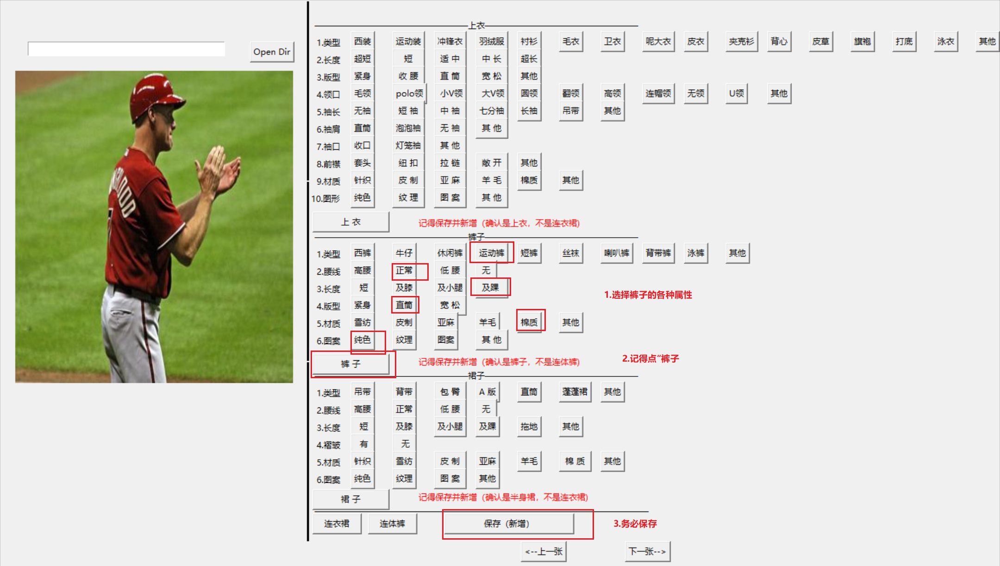 Open Dir
上衣
1.类型 西装 运动装 冲锋衣 羽绒服 衬衫 毛衣 卫衣 呢大衣 皮衣 夹克衫 背心 皮草 旗袍 打底 泳衣 其他
2.长度 超短 短 适 中 中 长 超长
3.版型 紧身 收 腰 直 筒 宽 松 其他
4.领口 毛领 polo领 小V领 大V领 圆领 翻领 高领 连帽领 无领 U领 其他
5.袖长 无袖 短 袖 中 袖 七分袖 长袖 吊带 其他
6.袖肩 直筒 泡泡袖 无 袖 其 他
7.袖口 收口 灯笼袖 其 他
8.前襟 套头 纽 扣 拉 链 敞 开 其他
9.材质 针织 皮 制 亚 麻 羊 毛 棉质 其他
10.图形 纯色 纹 理 图 案 其 他
上 衣 记得保存并新增（确认是上衣，不是连衣裙)
裤子
1.类型 西裤 牛仔 休闲裤 运动裤 短裤 丝袜 喇叭裤 背带裤 泳裤 其他
2.腰线 高腰 正常 低 腰 无
3.长度 短 及膝 及小腿 及踝
1.选择裤子的各种属性
4.版型 紧身 直筒 宽 松
5.材质 雪纺 皮制 亚麻 羊毛 棉质 其他
6.图案 纯色 纹理 图案 其 他
2.记得点“裤子
裤 子 记得保存并新增（确认是裤子，不是连体裤)
裙子
1.类型 吊带 背带 包 臀 A 版 直筒 蓬蓬裙 其他
2.腰线 高腰 正常 低 腰 无
3.长度 短 及膝 及小腿 及踝 拖地 其他
4.褶皱 有 无
5.材质 针织 雪纺 皮 制 亚麻 羊毛 棉 质 其他
6.图案 纯色 纹理 图 案 其他
裙 子 记得保存并新增（确认是半身裙，不是连衣裙)
连衣裙 连体裤 保存（新增） 3.务必保存
<--上一张 下一张-->